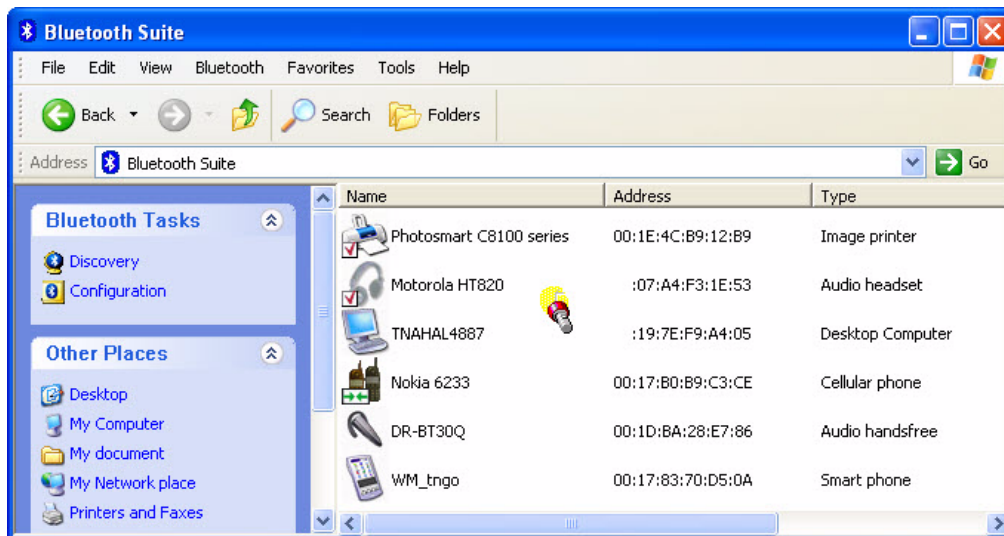 Bluetooth Suite
File Edit View Bluetooth Favorites Tools Help
Back Search Folders
Address Bluetooth Suite Go
Name Address Type
Bluetooth Tasks
Discovery
Configuration
Other Places
Desktop
My Computer
My document
My Network place
Printers and Faxes
Photosmart C8100 series 00:1E:4C:B9:12:B9 Image printer
Motorola HT820 :07:A4:F3:1E:53 Audio headset
TNAHAL4887 :19:7E:F9:A4:05 Desktop Computer
Nokia 6233 00:17:B0:B9:C3:CE Cellular phone
DR-BT30Q 00:1D:BA:28:E7:86 Audio handsfree
WM_tngo 00:17:83:70:D5:0A Smart phone